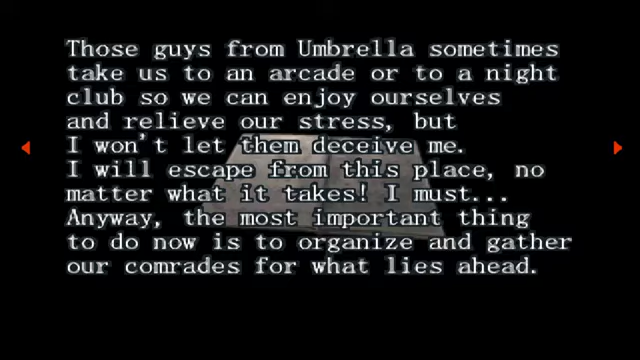 Those guys from Umbrella sometimes
take us to an arcade or to a night
club so we can enjoy ourselves
and relieve our stress, but
I won't let them deceive me.
I will escape from this place, no
matter what it takes! I must...
Anyway, the most important thing
to do now is to organize and gather
our comrades for what lies ahead.